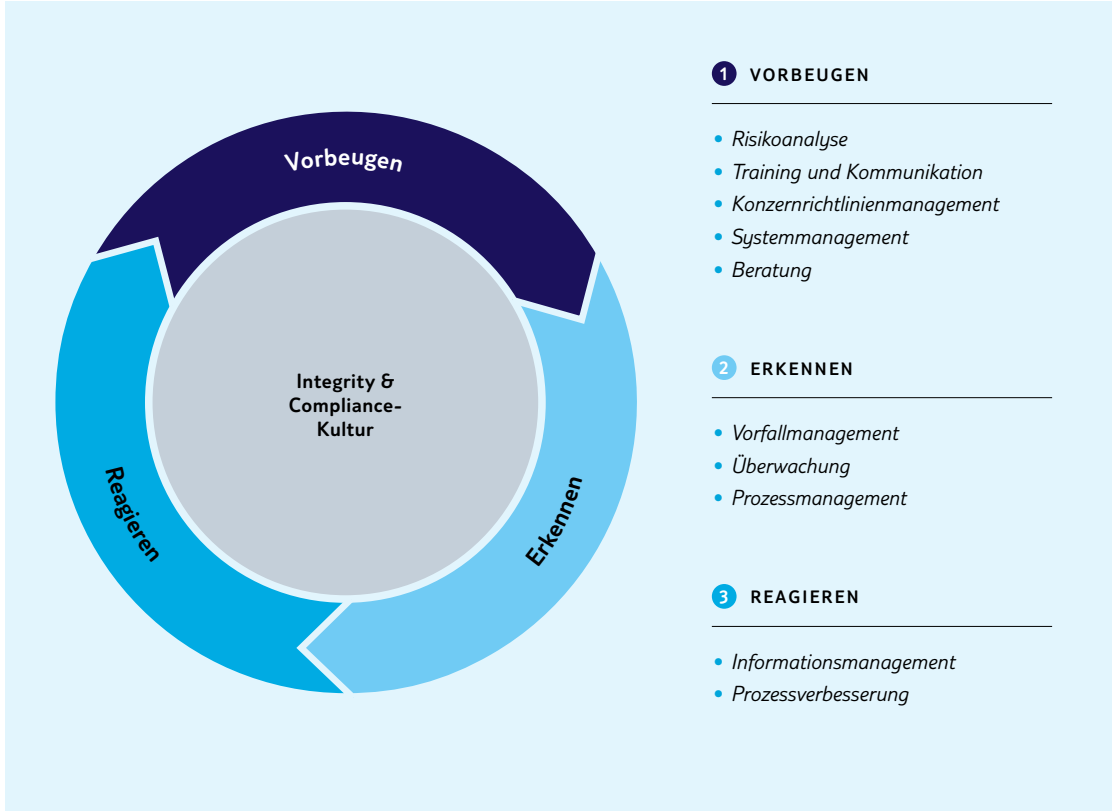 Vorbeugen
Integrity &
Compliance-
Kultur
Reagieren
Erkennen
1 VORBEUGEN
• Risikoanalyse
• Training und Kommunikation
• Konzernrichtlinienmanagement
• Systemmanagement
• Beratung
2 ERKENNEN
• Vorfallmanagement
• Überwachung
• Prozessmanagement
3 REAGIEREN
• Informationsmanagement
• Prozessverbesserung